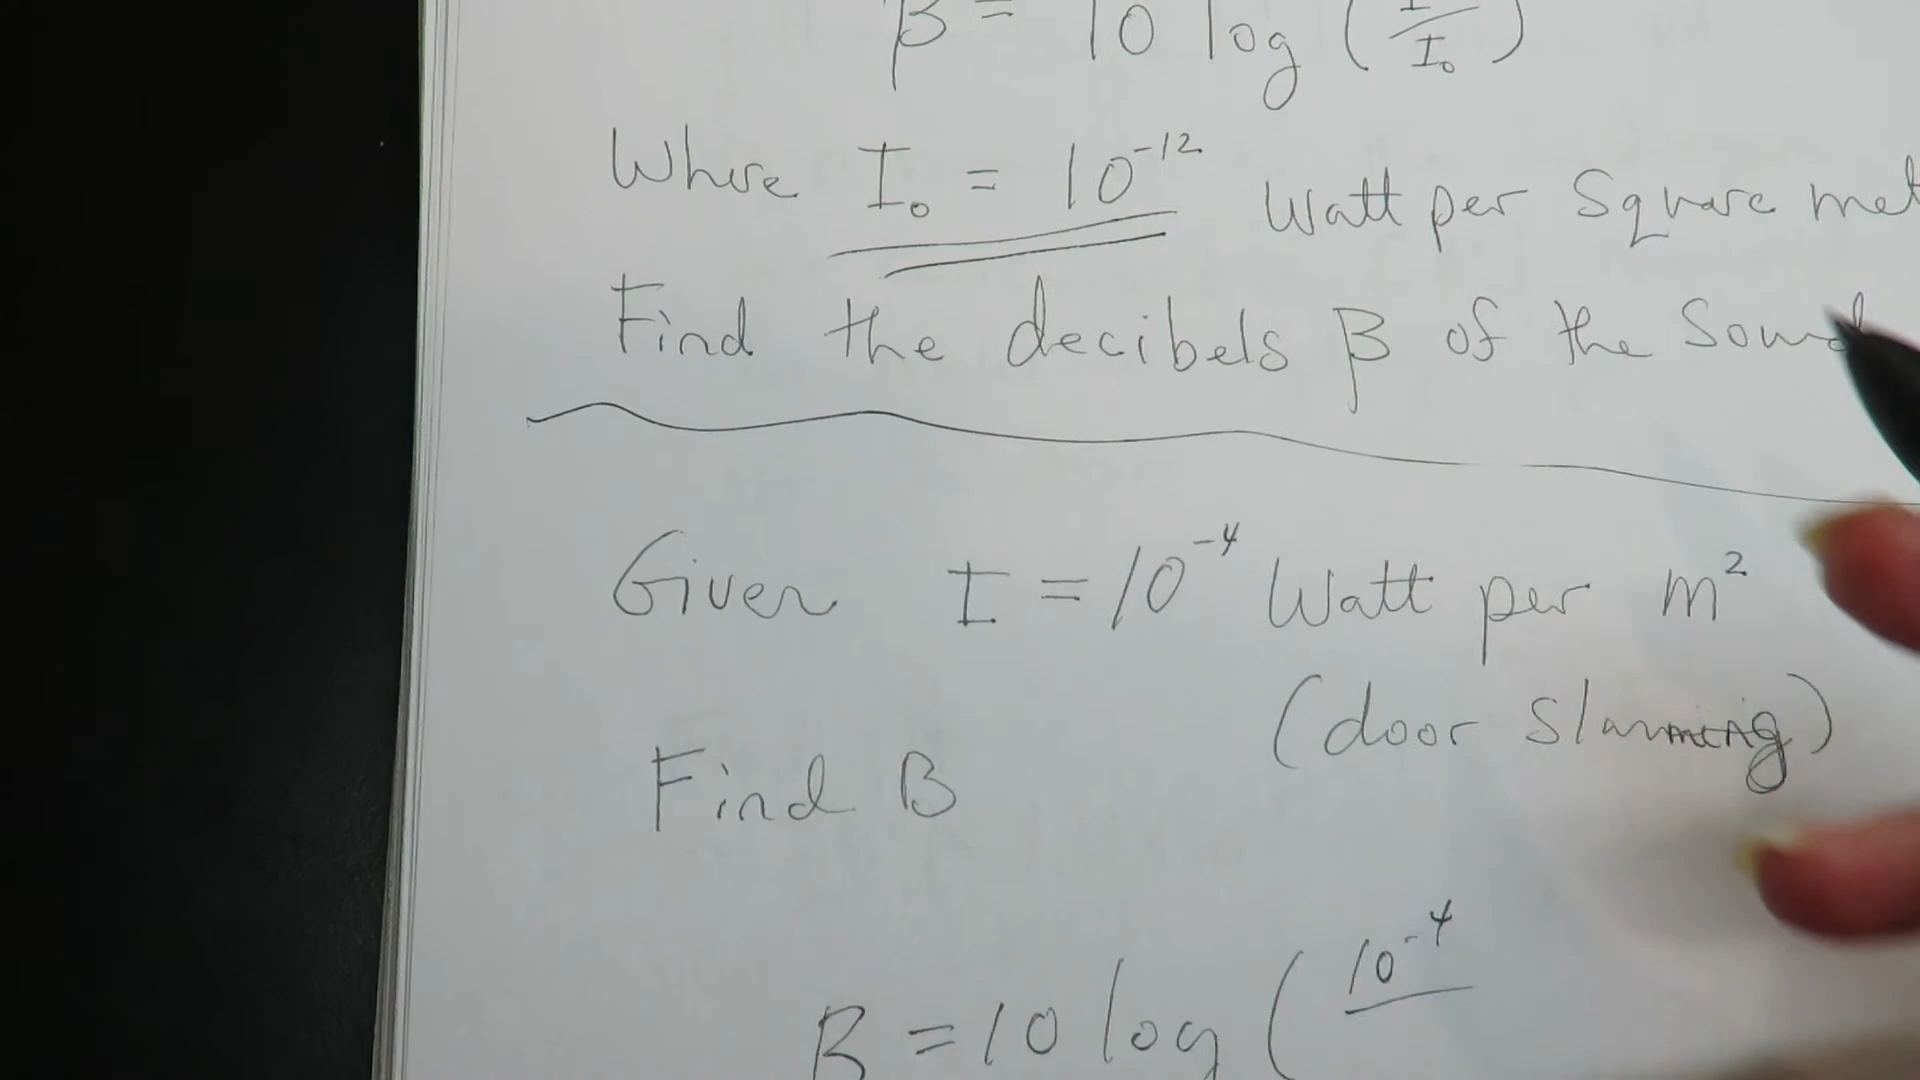 β = 10 log (I/I₀)
Where I₀ = 10⁻¹² Watt per Square met
Find the decibels β of the Sound
Given I = 10⁻⁴ Watt per m²
(door Slamming)
Find B
B = 10 log (10⁻⁴